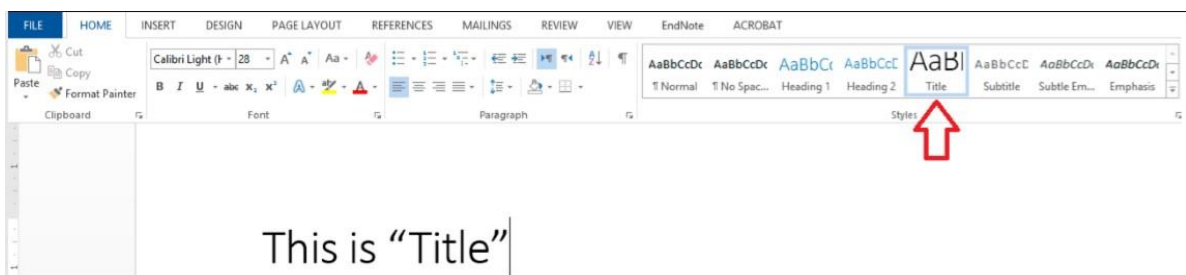 FILE HOME INSERT DESIGN PAGE LAYOUT REFERENCES MAILINGS REVIEW VIEW EndNote ACROBAT
Cut
Copy
Paste
Format Painter
Calibri Light (H 28 A A Aa
B I U abc X₂ X² A aby A
AaBbCcDc AaBbCcDc AaBbCc AaBbCcD AaBl AaBbCcD AaBbCcDc AaBbCcDc
¶ Normal ¶ No Spac... Heading 1 Heading 2 Title Subtitle Subtle Em... Emphasis
Clipboard Font Paragraph Styles
This is “Title”